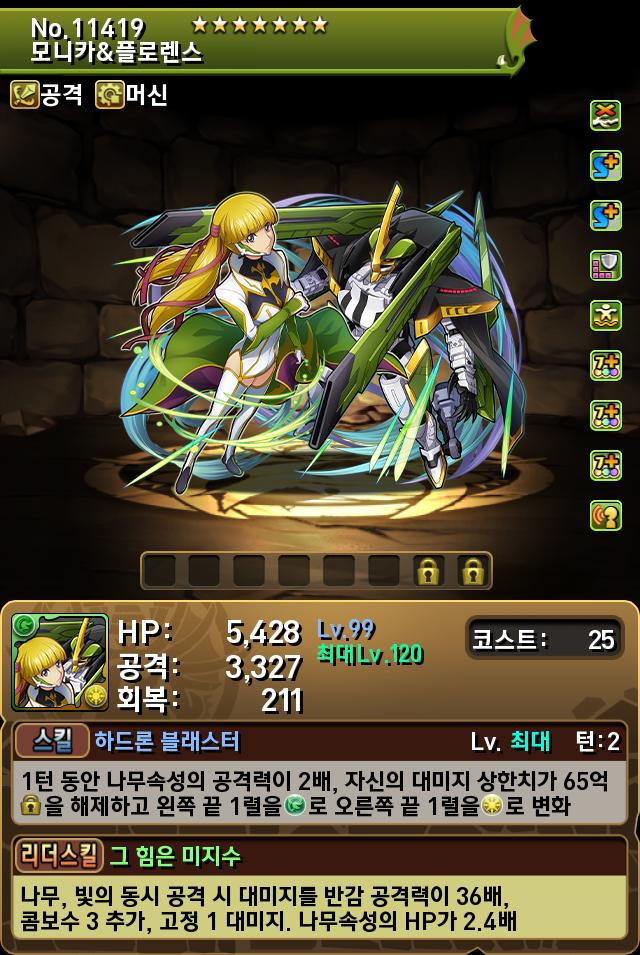 No.11419
모니카&플로렌스
공격 머신
HP: 5,428 Lv.99
공격: 3,327 최대Lv.120
회복: 211
코스트: 25
스킬 하드론 블래스터 Lv. 최대 턴:2
1턴 동안 나무속성의 공격력이 2배, 자신의 대미지 상한치가 65억
을 해제하고 왼쪽 끝 1렬을 로 오른쪽 끝 1렬을 로 변화
리더스킬 그 힘은 미지수
나무, 빛의 동시 공격 시 대미지를 반감 공격력이 36배,
콤보수 3 추가, 고정 1 대미지. 나무속성의 HP가 2.4배